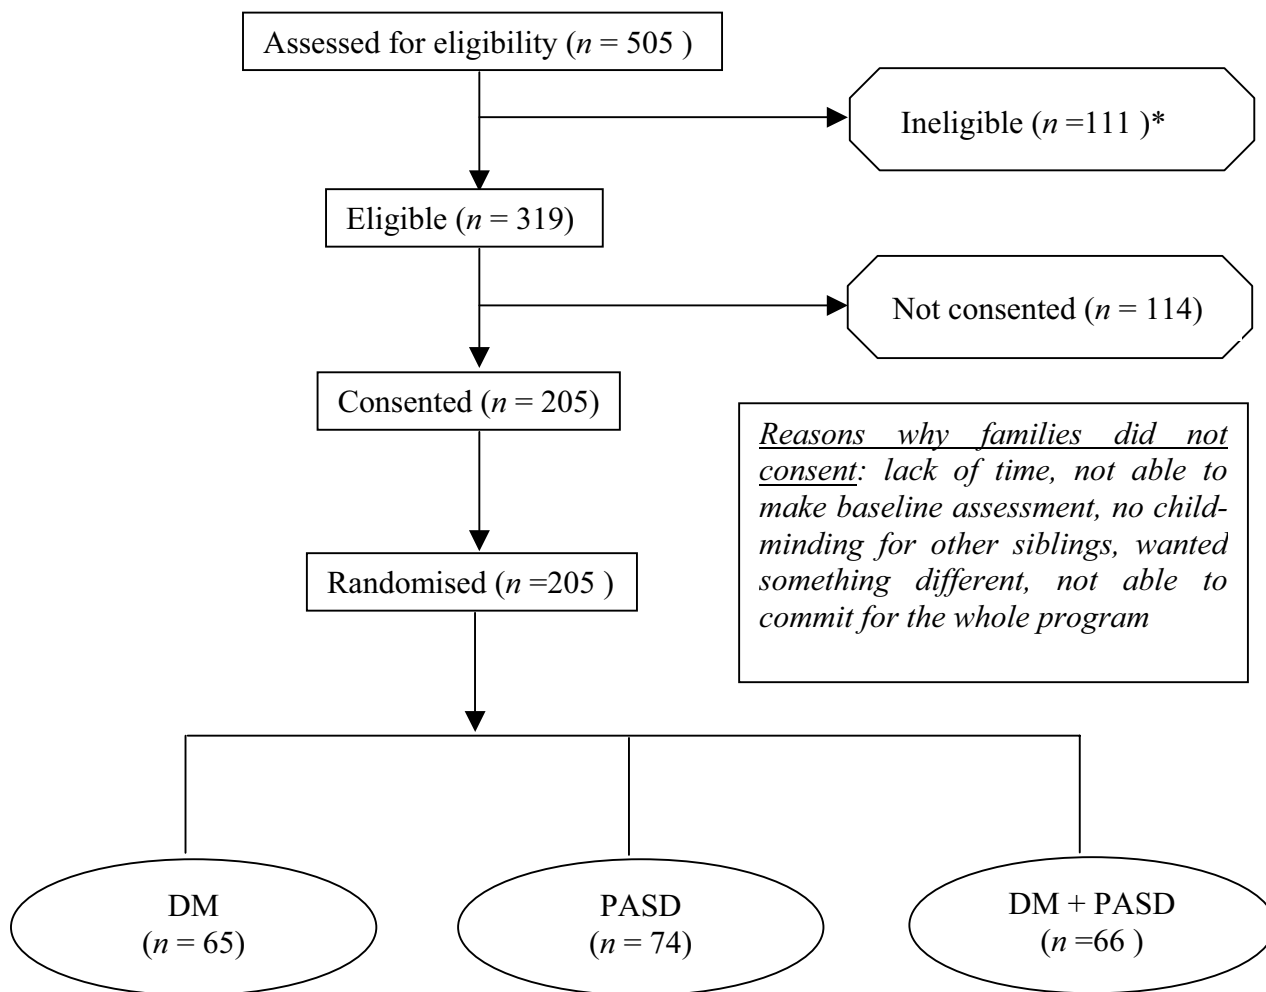 Assessed for eligibility (n = 505 )
Ineligible (n =111 )*
Eligible (n = 319)
Not consented (n = 114)
Consented (n = 205)
Reasons why families did not
consent: lack of time, not able to
make baseline assessment, no child-
minding for other siblings, wanted
something different, not able to
commit for the whole program
Randomised (n =205 )
DM
(n = 65)
PASD
(n = 74)
DM + PASD
(n =66 )